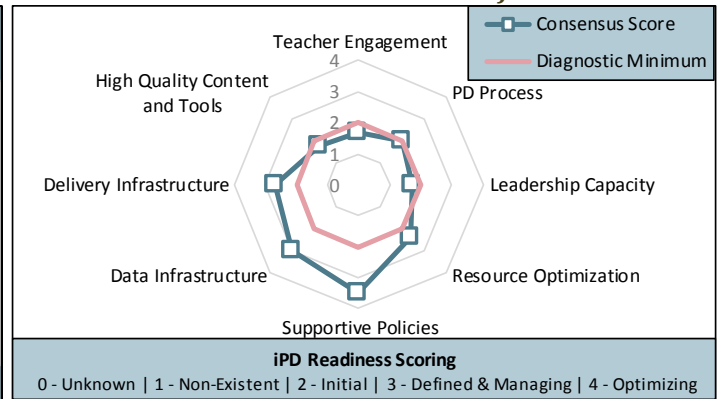 Consensus Score
Diagnostic Minimum
Teacher Engagement
High Quality Content
and Tools
PD Process
4
3
2
1
0
Delivery Infrastructure
Leadership Capacity
Data Infrastructure
Resource Optimization
Supportive Policies
iPD Readiness Scoring
0 - Unknown | 1 - Non-Existent | 2 - Initial | 3 - Defined & Managing | 4 - Optimizing